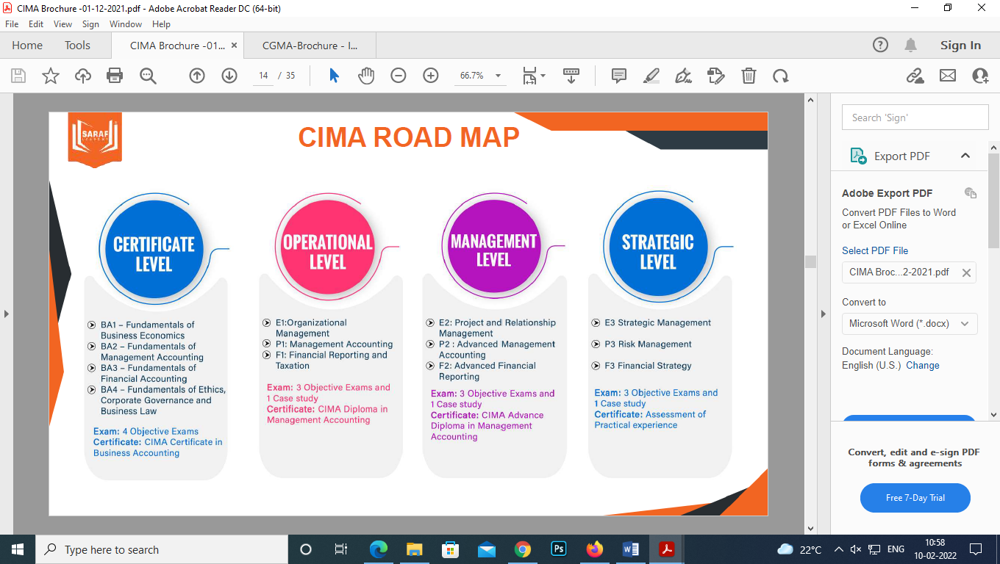 CIMA Brochure -01-12-2021.pdf - Adobe Acrobat Reader DC (64-bit)
File Edit View Sign Window Help
Home Tools CIMA Brochure -01... × CGMA-Brochure - I... Sign In
14 / 35 66.7%
SARAF
ACADEMY
CIMA ROAD MAP
CERTIFICATE
LEVEL
BA1 – Fundamentals of
Business Economics
BA2 – Fundamentals of
Management Accounting
BA3 – Fundamentals of
Financial Accounting
BA4 – Fundamentals of Ethics,
Corporate Governance and
Business Law
Exam: 4 Objective Exams
Certificate: CIMA Certificate in
Business Accounting
OPERATIONAL
LEVEL
E1:Organizational
Management
P1: Management Accounting
F1: Financial Reporting and
Taxation
Exam: 3 Objective Exams and
1 Case study
Certificate: CIMA Diploma in
Management Accounting
MANAGEMENT
LEVEL
E2: Project and Relationship
Management
P2 : Advanced Management
Accounting
F2: Advanced Financial
Reporting
Exam: 3 Objective Exams and
1 Case study
Certificate: CIMA Advance
Diploma in Management
Accounting
STRATEGIC
LEVEL
E3 Strategic Management
P3 Risk Management
F3 Financial Strategy
Exam: 3 Objective Exams and
1 Case study
Certificate: Assessment of
Practical experience
Search 'Sign'
Export PDF
Adobe Export PDF
Convert PDF Files to Word
or Excel Online
Select PDF File
CIMA Broc...2-2021.pdf
Convert to
Microsoft Word (*.docx)
Document Language:
English (U.S.) Change
Convert, edit and e-sign PDF
forms & agreements
Free 7-Day Trial
Type here to search
Ps
22°C
ENG
10:58
10-02-2022